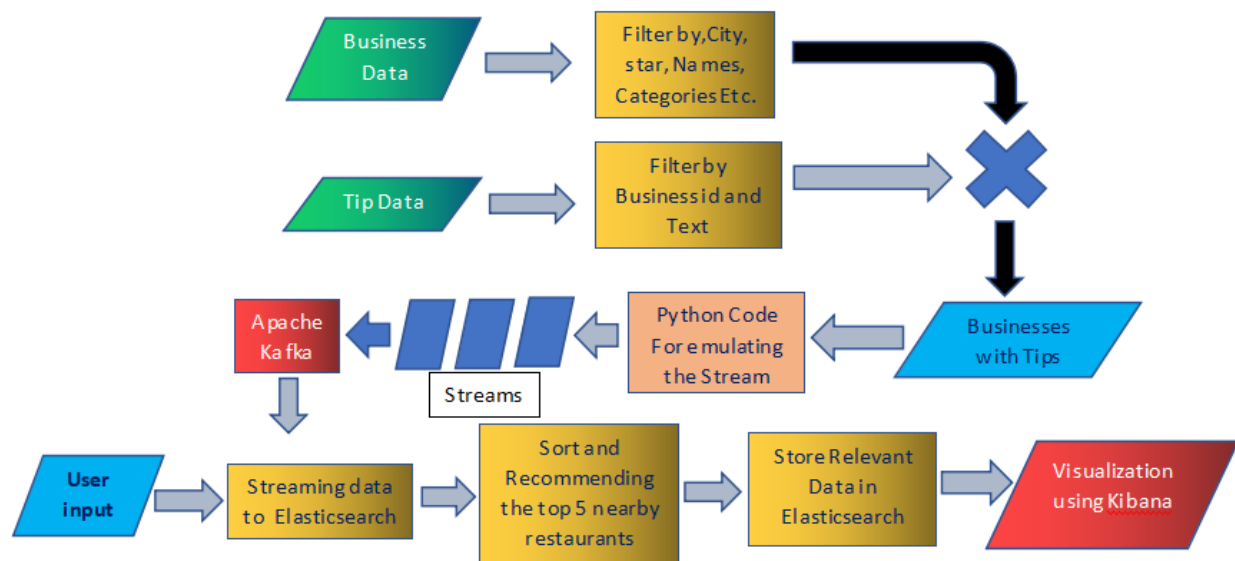 Business
Data
Filter by,City,
star, Names,
Categories Etc.
Tip Data
Filter by
Business id and
Text
Apache
Kafka
Streams
Python Code
For emulating
the Stream
Businesses
with Tips
User
input
Streaming data
to Elasticsearch
Sort and
Recommending
the top 5 nearby
restaurants
Store Relevant
Data in
Elasticsearch
Visualization
using Kibana